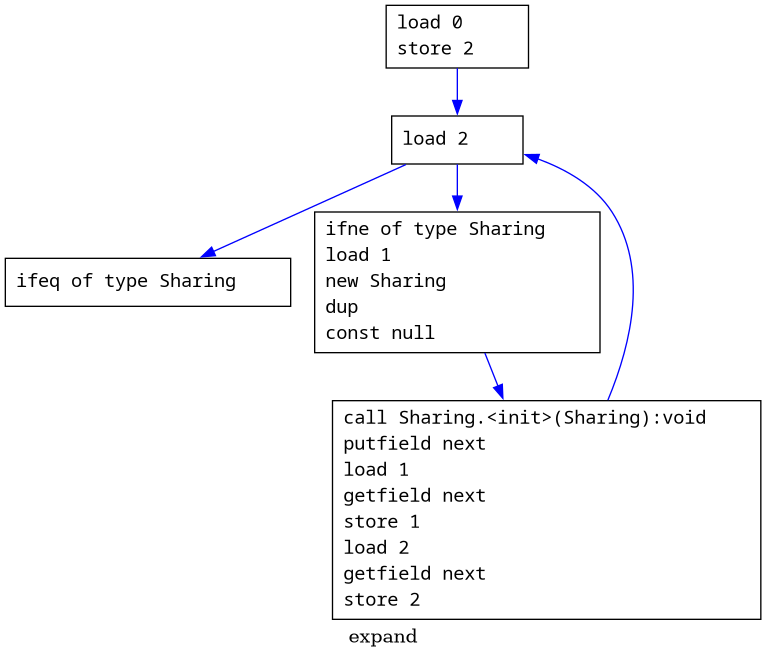 load 0
store 2
load 2
ifne of type Sharing
load 1
new Sharing
dup
const null
ifeq of type Sharing
call Sharing.<init>(Sharing):void
putfield next
load 1
getfield next
store 1
load 2
getfield next
store 2
expand